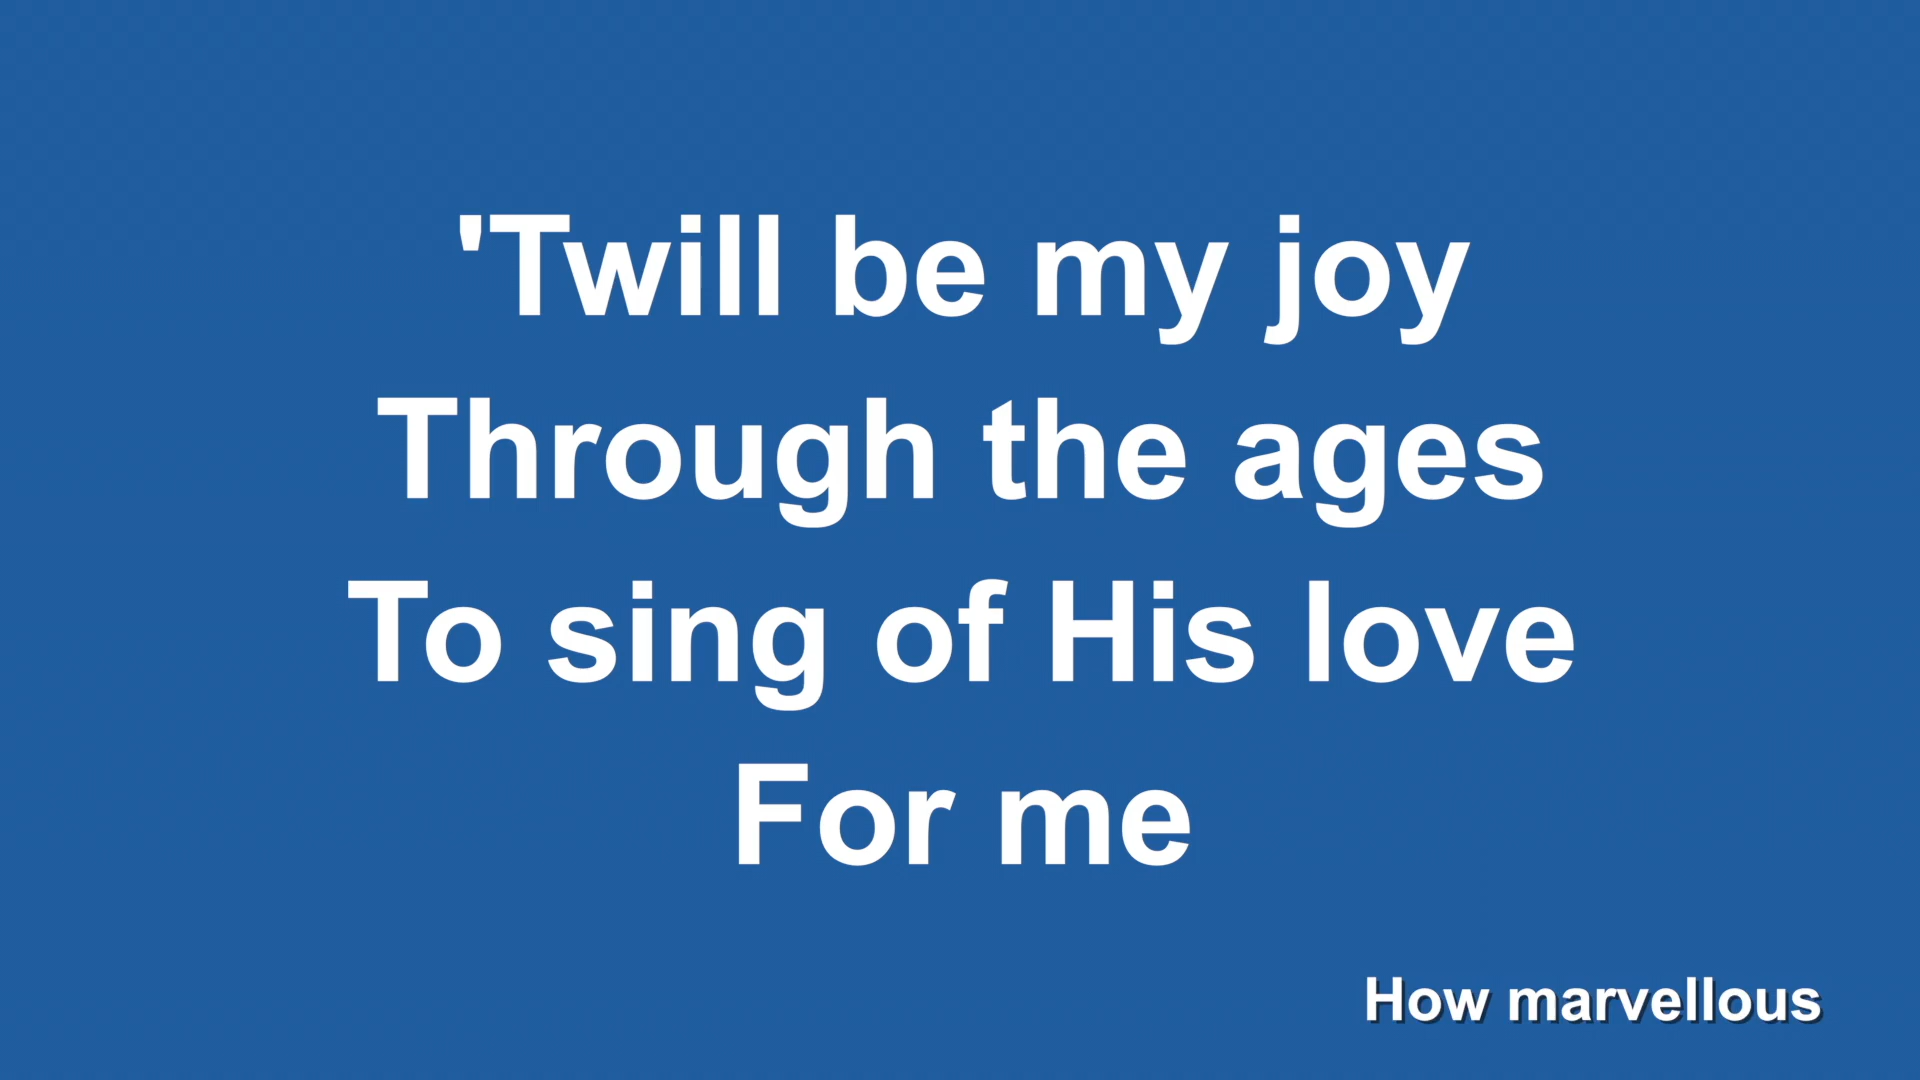 'Twill be my joy
Through the ages
To sing of His love
For me
How marvellous